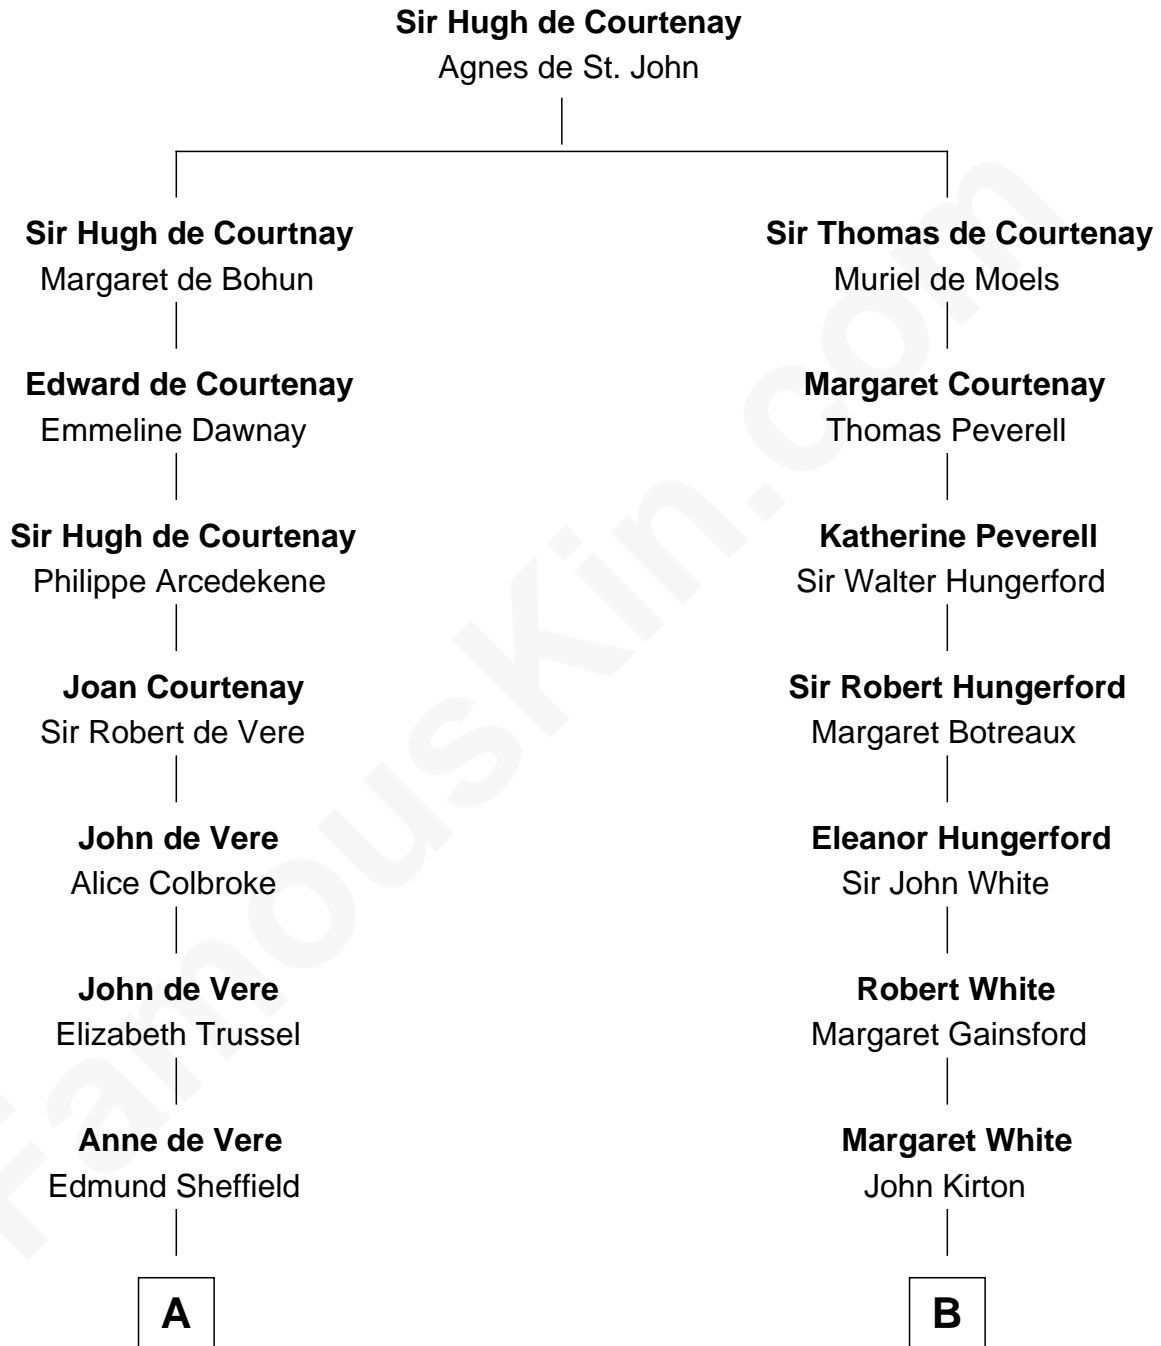 Sir Hugh de Courtenay
Agnes de St. John
Sir Hugh de Courtnay
Margaret de Bohun
Edward de Courtenay
Emmeline Dawnay
Sir Hugh de Courtenay
Philippe Arcedekene
Joan Courtenay
Sir Robert de Vere
John de Vere
Alice Colbroke
John de Vere
Elizabeth Trussel
Anne de Vere
Edmund Sheffield
A
Sir Thomas de Courtenay
Muriel de Moels
Margaret Courtenay
Thomas Peverell
Katherine Peverell
Sir Walter Hungerford
Sir Robert Hungerford
Margaret Botreaux
Eleanor Hungerford
Sir John White
Robert White
Margaret Gainsford
Margaret White
John Kirton
B
FamousKin.com